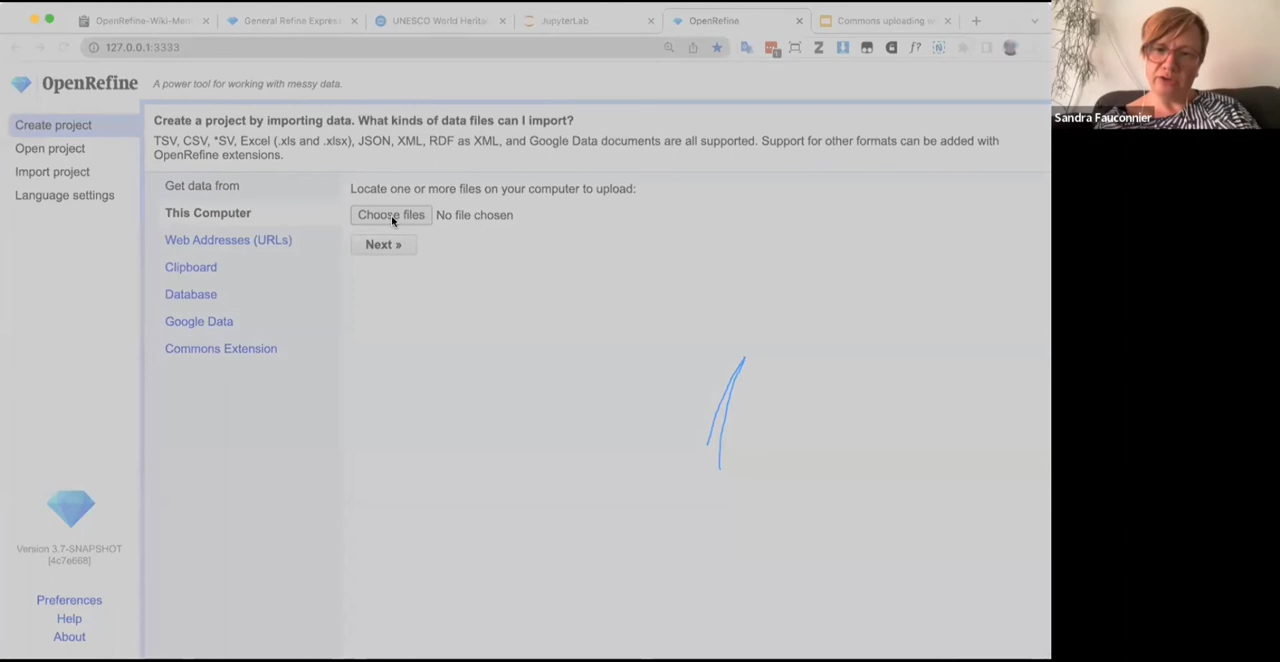 OpenRefine-Wiki-Men
General Refine Expres
UNESCO World Herita
JupyterLab
OpenRefine
Commons uploading w
127.0.0.1:3333
OpenRefine
A power tool for working with messy data.
Create project
Open project
Import project
Language settings
Create a project by importing data. What kinds of data files can I import?
TSV, CSV, *SV, Excel (.xls and .xlsx), JSON, XML, RDF as XML, and Google Data documents are all supported. Support for other formats can be added with
OpenRefine extensions.
Get data from
This Computer
Web Addresses (URLs)
Clipboard
Database
Google Data
Commons Extension
Locate one or more files on your computer to upload:
Choose files No file chosen
Next »
Version 3.7-SNAPSHOT
[4c7e668]
Preferences
Help
About
Sandra Fauconnier